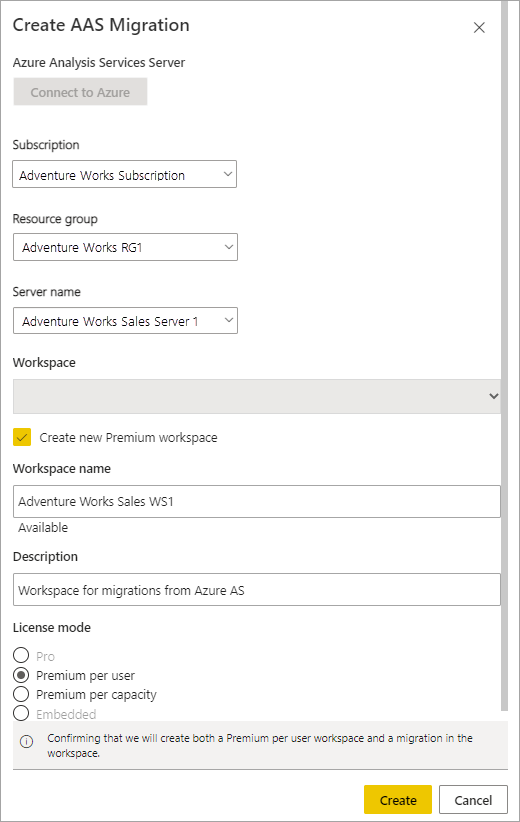 Create AAS Migration
Azure Analysis Services Server
Connect to Azure
Subscription
Adventure Works Subscription
Resource group
Adventure Works RG1
Server name
Adventure Works Sales Server 1
Workspace
Create new Premium workspace
Workspace name
Adventure Works Sales WS1
Available
Description
Workspace for migrations from Azure AS
License mode
Pro
Premium per user
Premium per capacity
Embedded
Confirming that we will create both a Premium per user workspace and a migration in the
workspace.
Create
Cancel